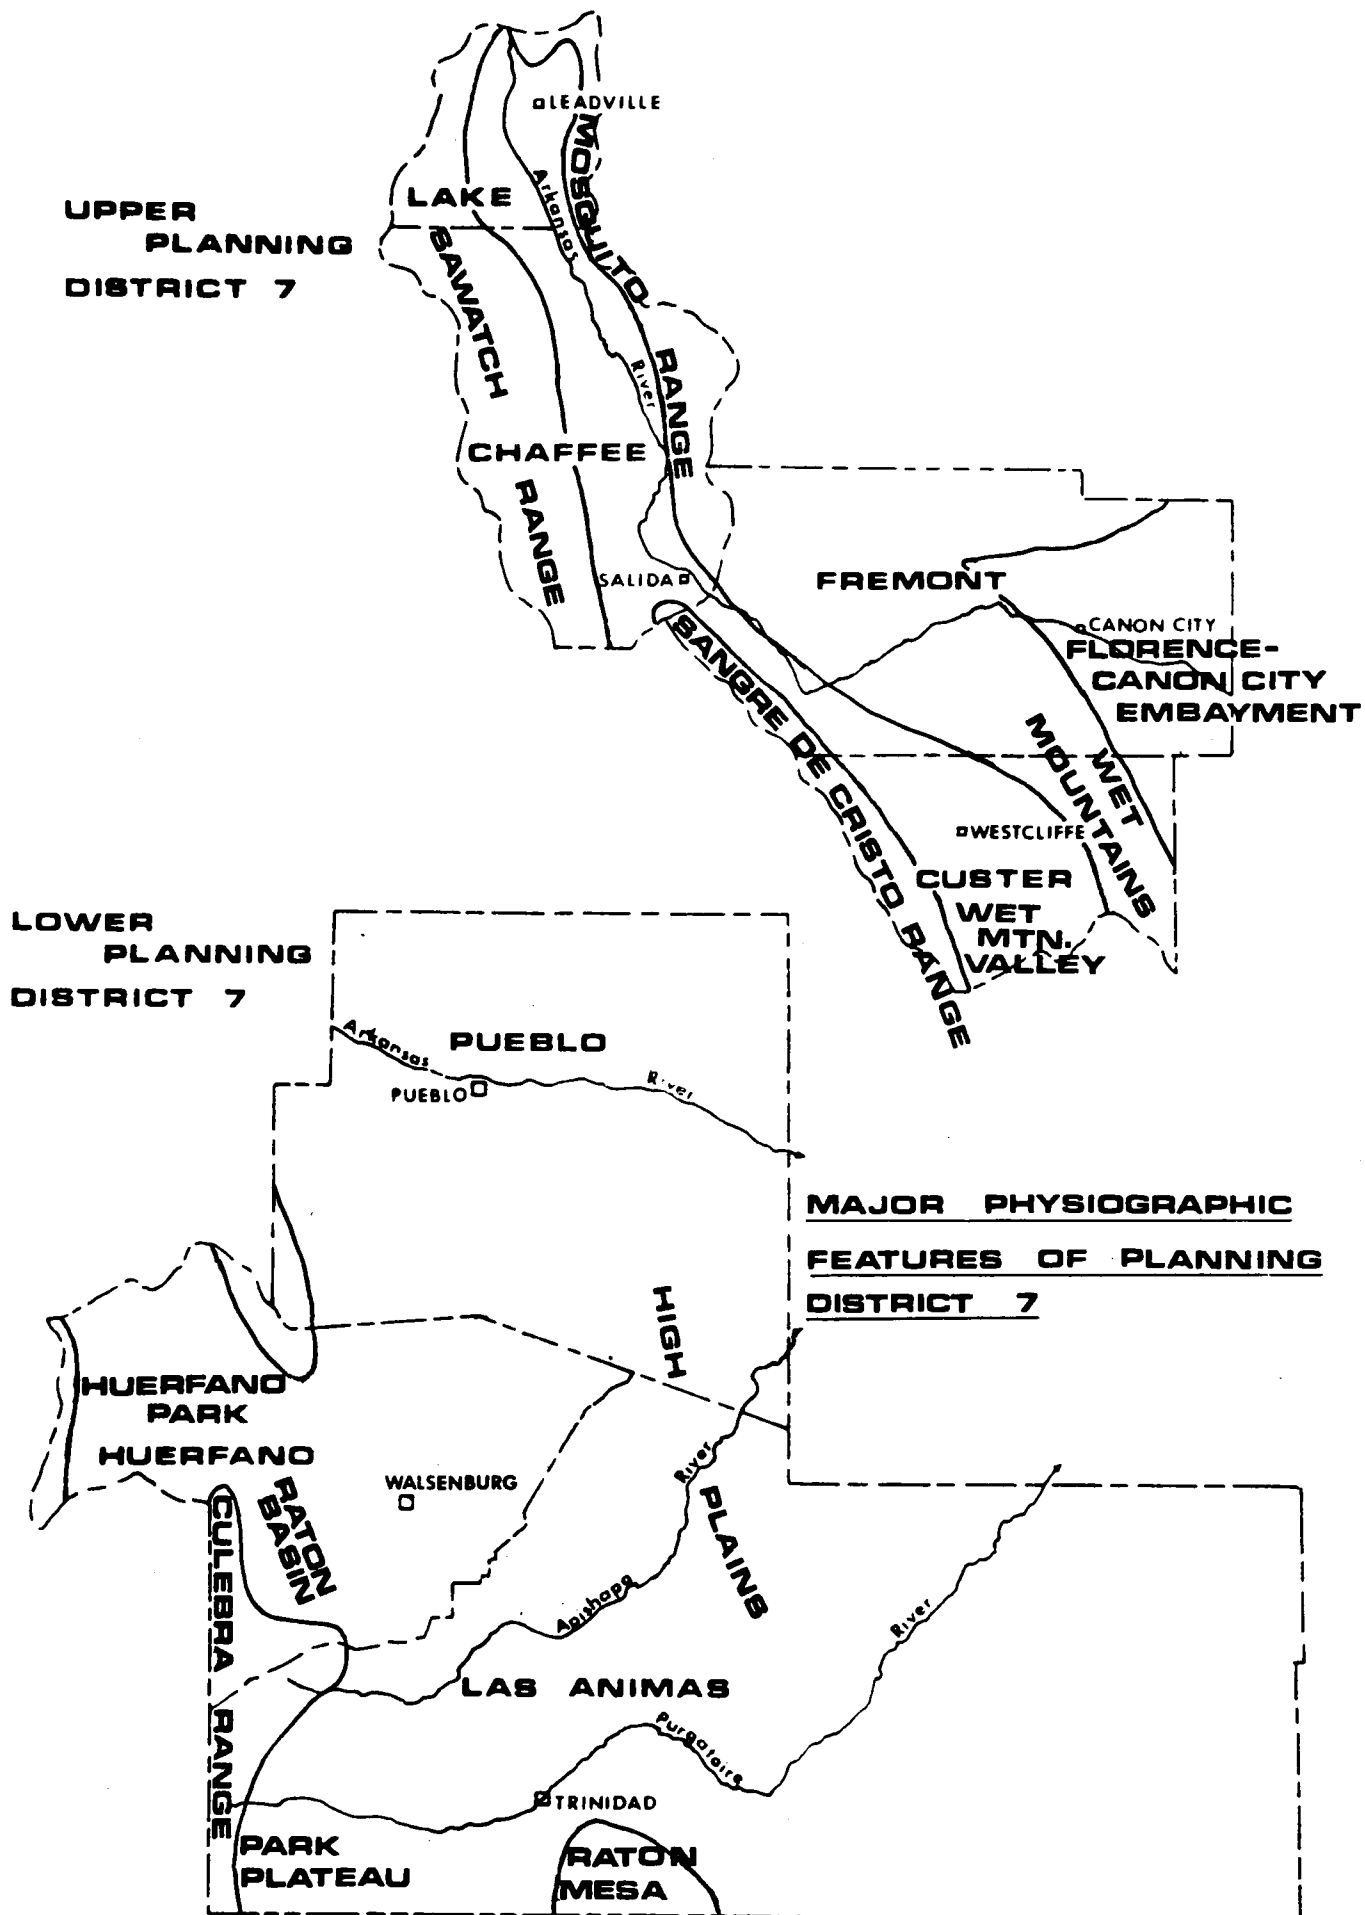 LEADVILLE
MOSQUITO
RANGE
LAKE
Arkansas
River
UPPER
PLANNING
DISTRICT 7
SAWATCH
RANGE
CHAFFEE
SALIDA
FREMONT
CANON CITY
FLORENCE-
CANON CITY
EMBAYMENT
SANGRE DE CRISTO RANGE
WET
MOUNTAINS
WESTCLIFFE
CUSTER
WET
MTN.
VALLEY
LOWER
PLANNING
DISTRICT 7
Arkansas
River
PUEBLO
PUEBLO
MAJOR PHYSIOGRAPHIC
FEATURES OF PLANNING
DISTRICT 7
HIGH
PLAINS
HUERFANO
PARK
HUERFANO
RATON
BASIN
WALSENBURG
CULEBRA RANGE
Apishapa
River
LAS ANIMAS
Purgatoire
River
TRINIDAD
PARK
PLATEAU
RATON
MESA